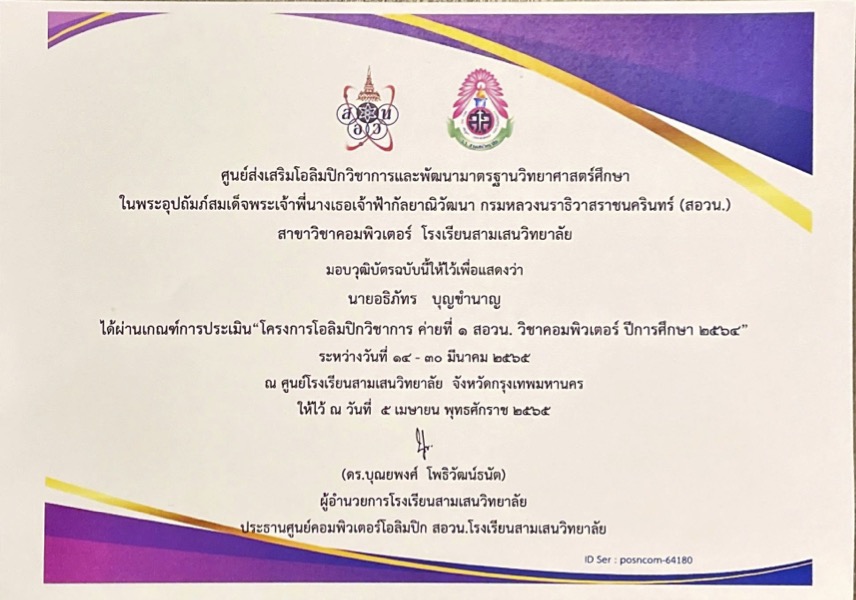 ส อ ว น
ศูนย์ส่งเสริมโอลิมปิกวิชาการและพัฒนามาตรฐานวิทยาศาสตร์ศึกษา
ในพระอุปถัมภ์สมเด็จพระเจ้าพี่นางเธอเจ้าฟ้ากัลยาณิวัฒนา กรมหลวงนราธิวาสราชนครินทร์ (สอวน.)
สาขาวิชาคอมพิวเตอร์ โรงเรียนสามเสนวิทยาลัย
มอบวุฒิบัตรฉบับนี้ให้ไว้เพื่อแสดงว่า
นายอธิภัทร บุญชำนาญ
ได้ผ่านเกณฑ์การประเมิน“โครงการโอลิมปิกวิชาการ ค่ายที่ ๑ สอวน. วิชาคอมพิวเตอร์ ปีการศึกษา ๒๕๖๔”
ระหว่างวันที่ ๑๔ - ๓๐ มีนาคม ๒๕๖๕
ณ ศูนย์โรงเรียนสามเสนวิทยาลัย จังหวัดกรุงเทพมหานคร
ให้ไว้ ณ วันที่ ๕ เมษายน พุทธศักราช ๒๕๖๕
(ดร.บุณยพงศ์ โพธิวัฒน์ธนัต)
ผู้อำนวยการโรงเรียนสามเสนวิทยาลัย
ประธานศูนย์คอมพิวเตอร์โอลิมปิก สอวน.โรงเรียนสามเสนวิทยาลัย
ID Ser : posncom-64180